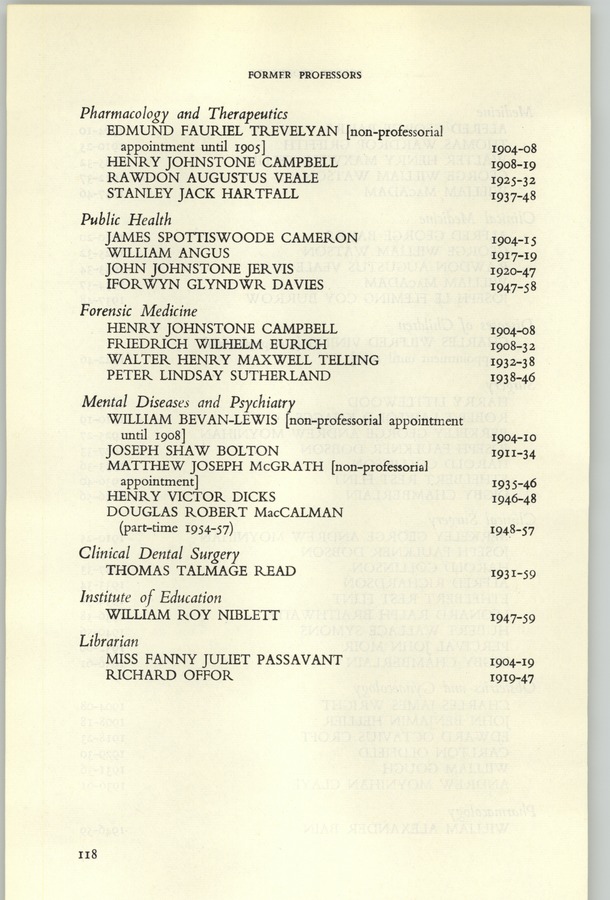 FORMER PROFESSORS
Pharmacology and Therapeutics
EDMUND FAURIEL TREVELYAN [non-professorial
appointment until 1905] 1904-08
HENRY JOHNSTONE CAMPBELL 1908-19
RAWDON AUGUSTUS VEALE 1925-32
STANLEY JACK HARTFALL 1937-48
Public Health
JAMES SPOTTISWOODE CAMERON 1904-15
WILLIAM ANGUS 1917-19
JOHN JOHNSTONE JERVIS 1920-47
IFORWYN GLYNDWR DAVIES 1947-58
Forensic Medicine
HENRY JOHNSTONE CAMPBELL 1904-08
FRIEDRICH WILHELM EURICH 1908-32
WALTER HENRY MAXWELL TELLING 1932-38
PETER LINDSAY SUTHERLAND 1938-46
Mental Diseases and Psychiatry
WILLIAM BEVAN-LEWIS [non-professorial appointment
until 1908] 1904-10
JOSEPH SHAW BOLTON 1911-34
MATTHEW JOSEPH McGRATH [non-professorial
appointment] 1935-46
HENRY VICTOR DICKS 1946-48
DOUGLAS ROBERT MacCALMAN
(part-time 1954-57) 1948-57
Clinical Dental Surgery
THOMAS TALMAGE READ 1931-59
Institute of Education
WILLIAM ROY NIBLETT 1947-59
Librarian
MISS FANNY JULIET PASSAVANT 1904-19
RICHARD OFFOR 1919-47
118